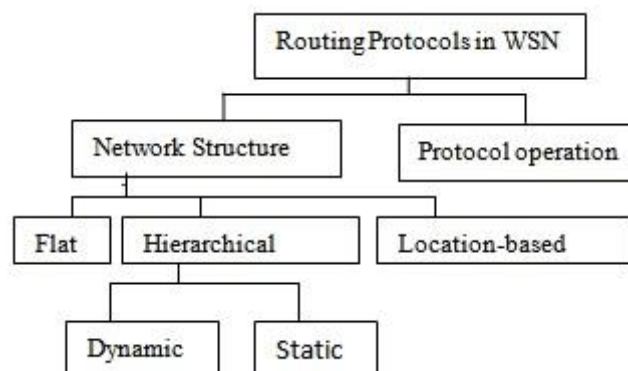 Routing Protocols in WSN
Network Structure
Protocol operation
Flat
Hierarchical
Location-based
Dynamic
Static